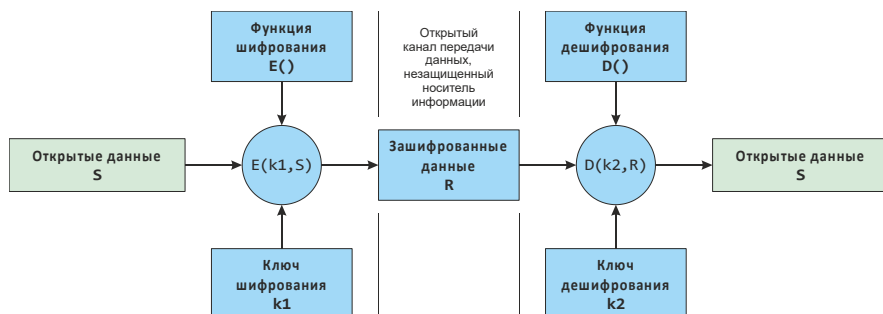 Функция
шифрования
E()
Открытый
канал передачи
данных,
незащищенный
носитель
информации
Функция
дешифрования
D()
Открытые данные
S
E(k1,S)
Зашифрованные
данные
R
D(k2,R)
Открытые данные
S
Ключ
шифрования
k1
Ключ
дешифрования
k2